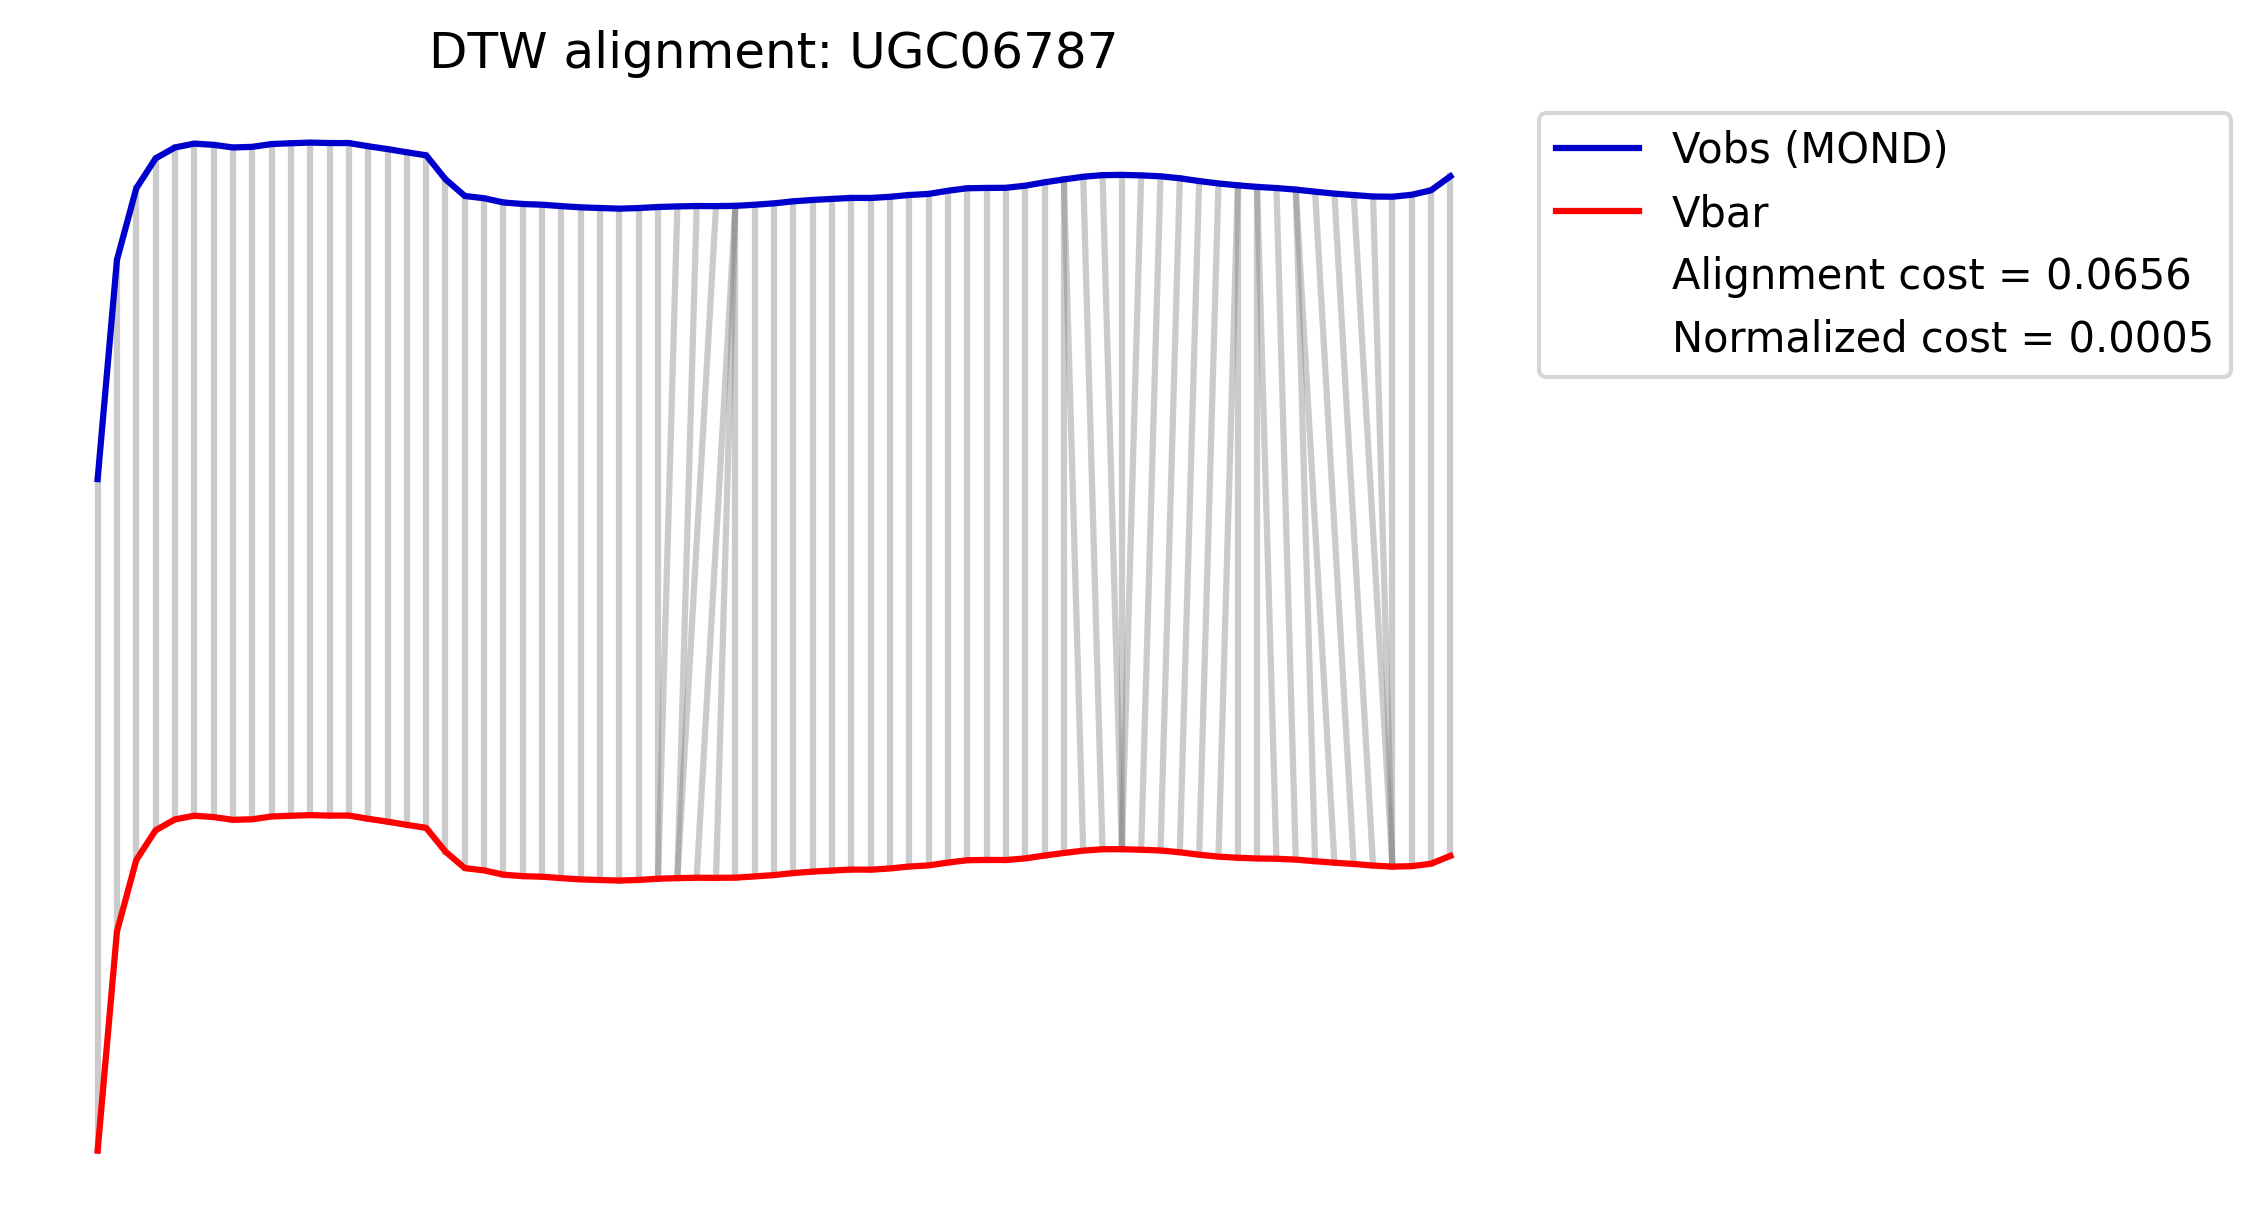 DTW alignment: UGC06787
Vobs (MOND)
Vbar
Alignment cost = 0.0656
Normalized cost = 0.0005